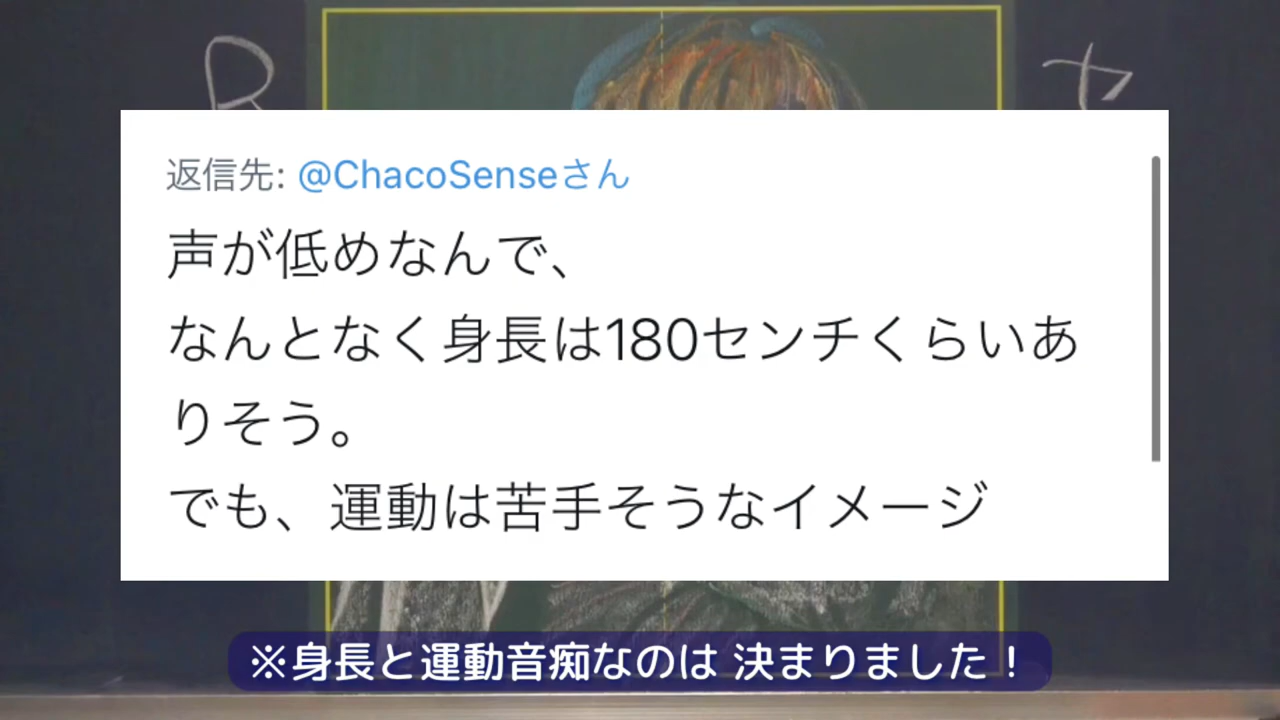 R
セ
返信先: @ChacoSenseさん
声が低めなんで、
なんとなく身長は180センチくらいあ
りそう。
でも、運動は苦手そうなイメージ
※身長と運動音痴なのは 決まりました！